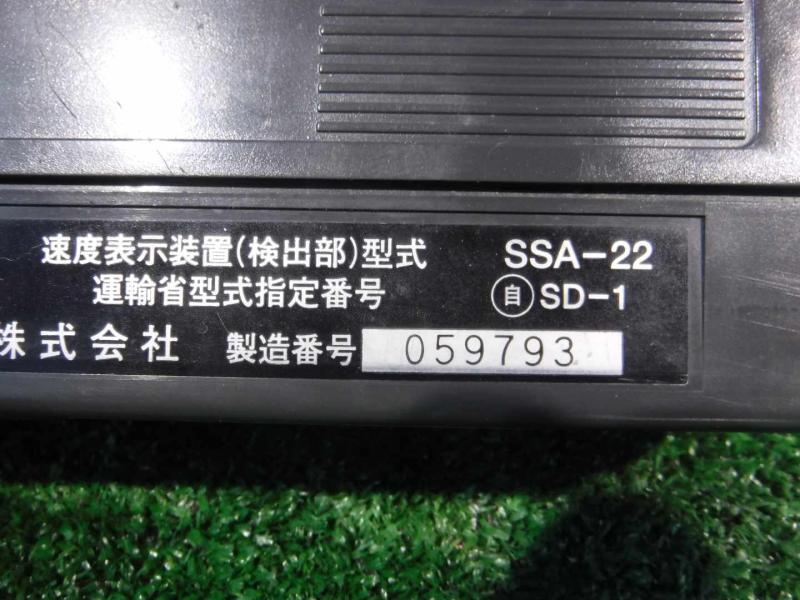 速度表示装置(検出部)型式 SSA-22
運輸省型式指定番号 自 SD-1
株式会社 製造番号 059793